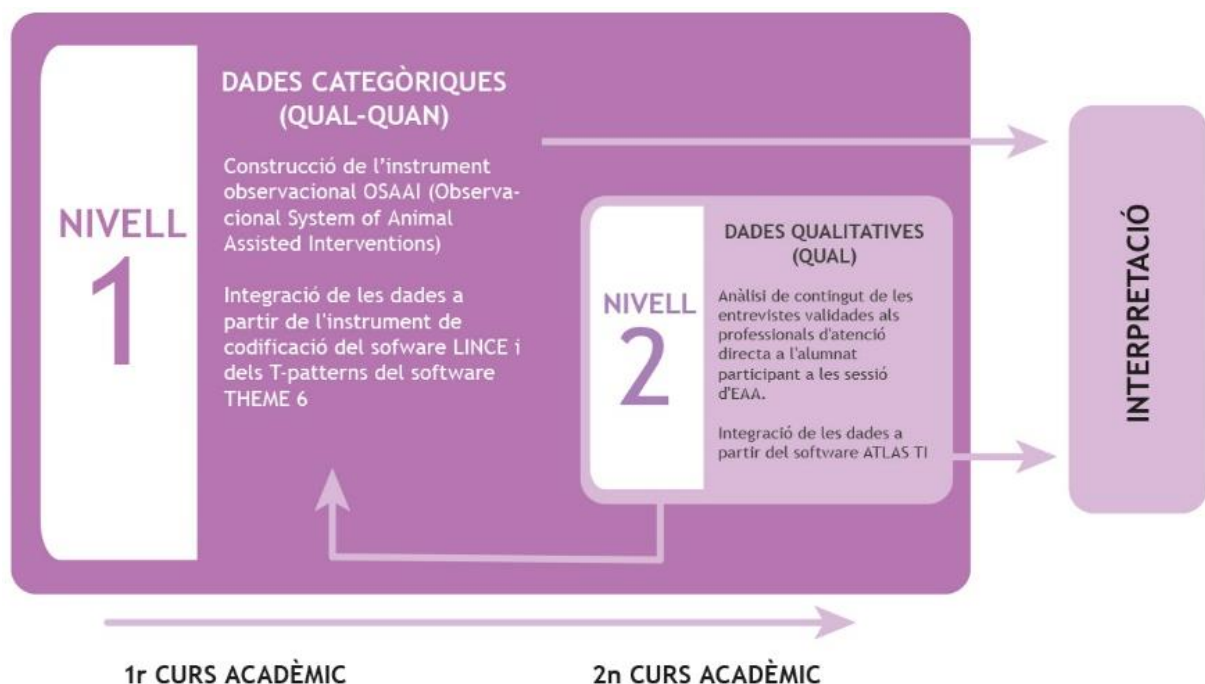 NIVELL
1
DADES CATEGÒRIQUES
(QUAL-QUAN)
Construcció de l'instrument
observacional OSAAI (Observa-
cional System of Animal
Assisted Interventions)
Integració de les dades a
partir de l'instrument de
codificació del sofware LINCE i
dels T-patterns del software
THEME 6
NIVELL
2
DADES QUALITATIVES
(QUAL)
Anàlisi de contingut de les
entrevistes validades als
professionals d'atenció
directa a l'alumnat
participant a les sessió
d'EAA.
Integració de les dades a
partir del software ATLAS TI
INTERPRETACIÓ
1r CURS ACADÈMIC
2n CURS ACADÈMIC